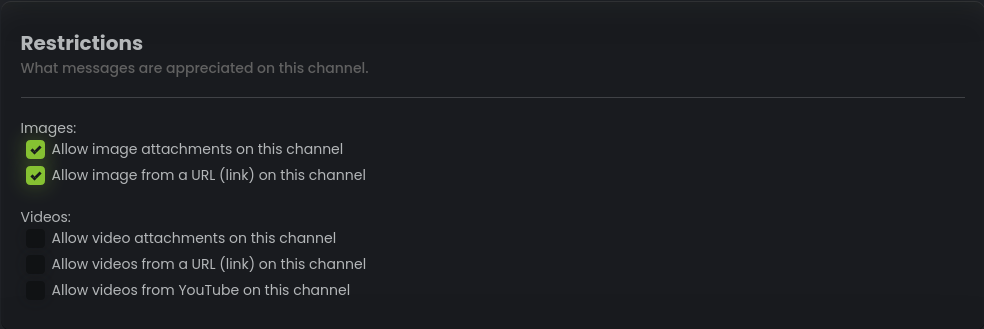 Restrictions
What messages are appreciated on this channel.
Images:
Allow image attachments on this channel
Allow image from a URL (link) on this channel
Videos:
Allow video attachments on this channel
Allow videos from a URL (link) on this channel
Allow videos from YouTube on this channel